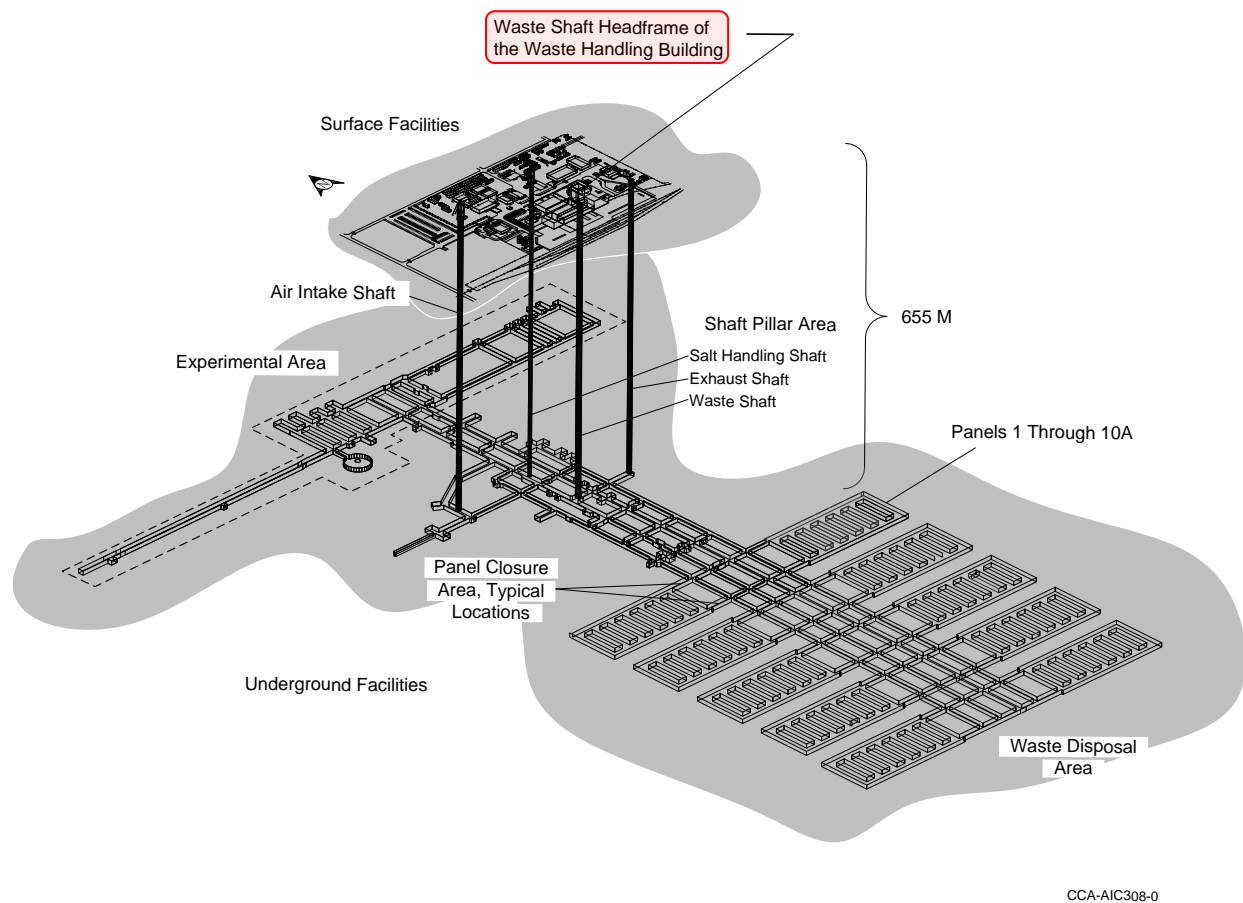 Waste Shaft Headframe of
the Waste Handling Building
Surface Facilities
N
Air Intake Shaft
Shaft Pillar Area
655 M
Experimental Area
Salt Handling Shaft
Exhaust Shaft
Waste Shaft
Panels 1 Through 10A
Panel Closure
Area, Typical
Locations
Underground Facilities
Waste Disposal
Area
CCA-AIC308-0